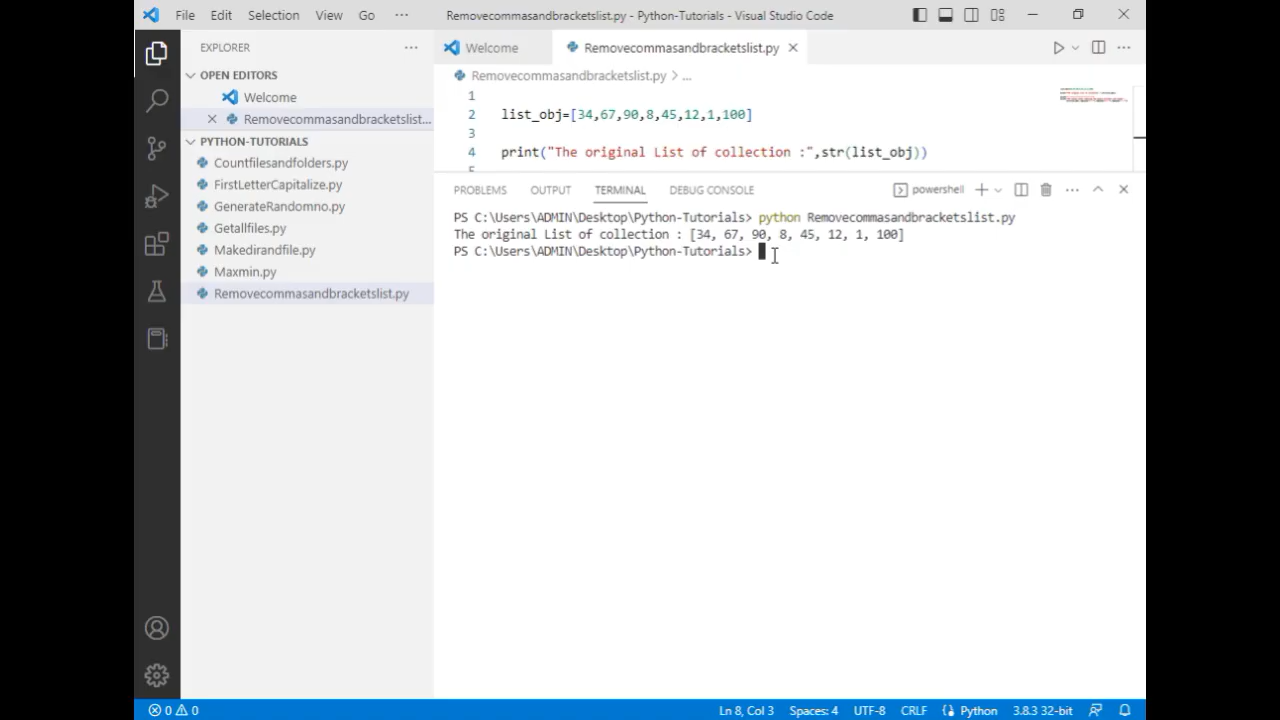 File Edit Selection View Go ··· Removecommasandbracketslist.py - Python-Tutorials - Visual Studio Code
EXPLORER ···
OPEN EDITORS
Welcome
Removecommasandbracketslist...
PYTHON-TUTORIALS
Countfilesandfolders.py
FirstLetterCapitalize.py
GenerateRandomno.py
Getallfiles.py
Makedirandfile.py
Maxmin.py
Removecommasandbracketslist.py
Welcome Removecommasandbracketslist.py
Removecommasandbracketslist.py > ...
1
2 list_obj=[34,67,90,8,45,12,1,100]
3
4 print("The original List of collection :",str(list_obj))
PROBLEMS OUTPUT TERMINAL DEBUG CONSOLE powershell
PS C:\Users\ADMIN\Desktop\Python-Tutorials> python Removecommasandbracketslist.py
The original List of collection : [34, 67, 90, 8, 45, 12, 1, 100]
PS C:\Users\ADMIN\Desktop\Python-Tutorials>
0 0 Ln 8, Col 3 Spaces: 4 UTF-8 CRLF Python 3.8.3 32-bit